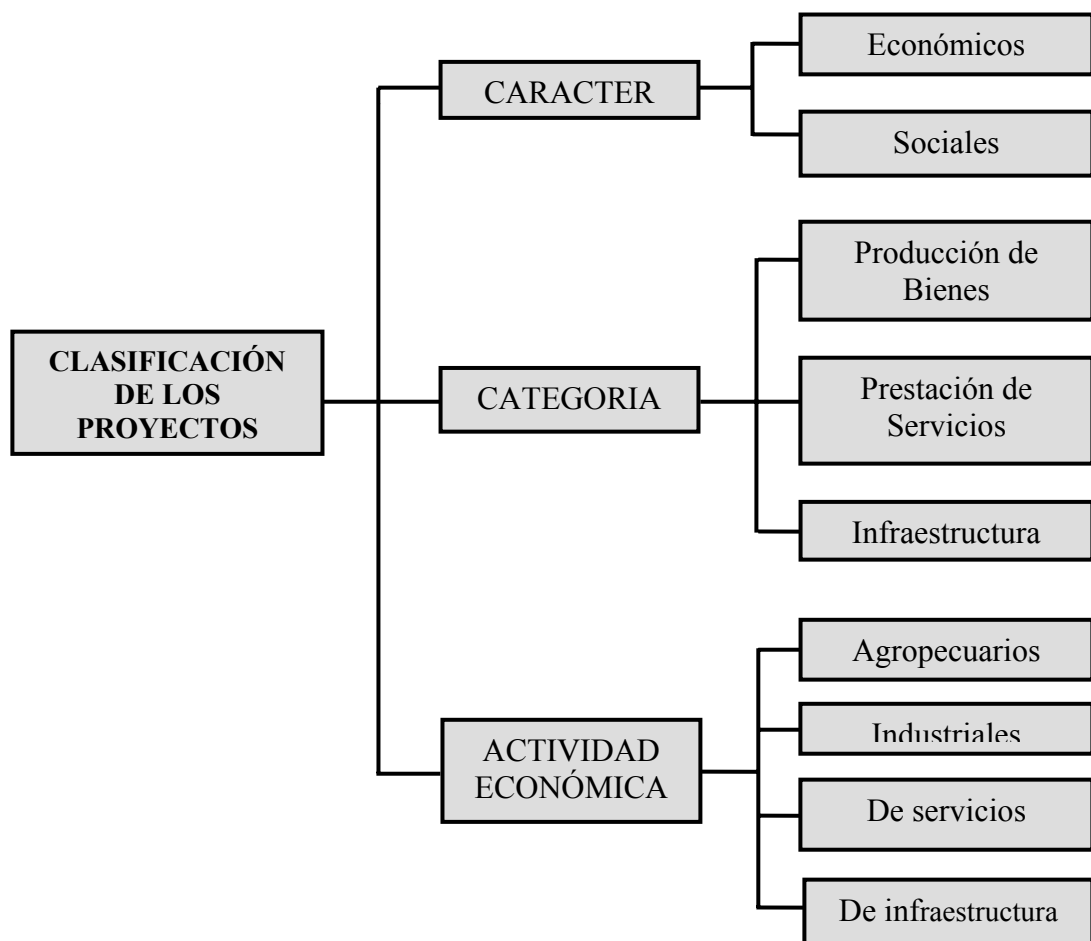 CLASIFICACIÓN
DE LOS
PROYECTOS
CARACTER
Económicos
Sociales
CATEGORIA
Producción de
Bienes
Prestación de
Servicios
Infraestructura
ACTIVIDAD
ECONÓMICA
Agropecuarios
Industriales
De servicios
De infraestructura